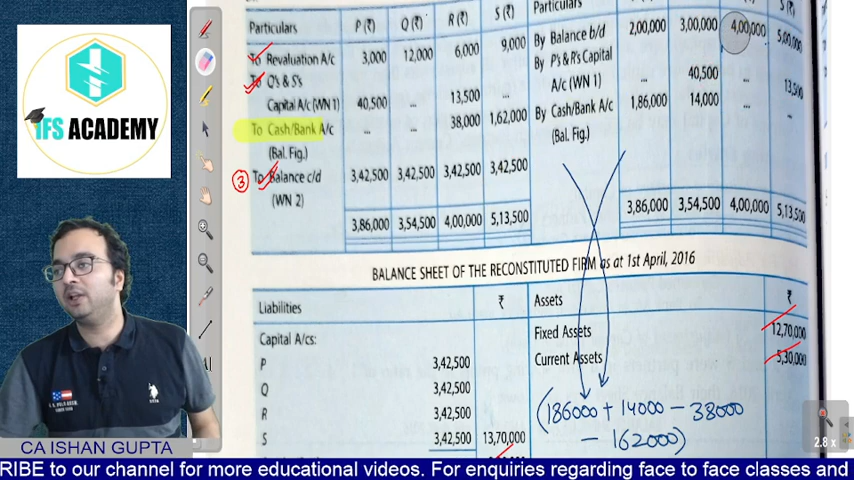 Particulars P (₹) Q (₹) R (₹) S (₹) Particulars S (₹)
To Revaluation A/c 3,000 12,000 6,000 9,000 By Balance b/d 2,00,000 3,00,000 4,00,000 5,00,000
To Q's & S's By P's & R's Capital
Capital A/c (WN 1) 40,500 ... 13,500 ... A/c (WN 1) ... 40,500 ... 13,500
To Cash/Bank A/c ... ... 38,000 1,62,000 By Cash/Bank A/c 1,86,000 14,000 ... ...
(Bal. Fig.) (Bal. Fig.)
③ To Balance c/d 3,42,500 3,42,500 3,42,500 3,42,500
(WN 2)
3,86,000 3,54,500 4,00,000 5,13,500 3,86,000 3,54,500 4,00,000 5,13,500
BALANCE SHEET OF THE RECONSTITUTED FIRM as at 1st April, 2016
Liabilities ₹ Assets ₹
Capital A/cs: Fixed Assets 12,70,000
P 3,42,500 Current Assets 5,30,000
Q 3,42,500
R 3,42,500
S 3,42,500 13,70,000
(186000 + 14000 - 38000
- 162000)
IFS ACADEMY
CA ISHAN GUPTA
2.8 x
RIBE to our channel for more educational videos. For enquiries regarding face to face classes and